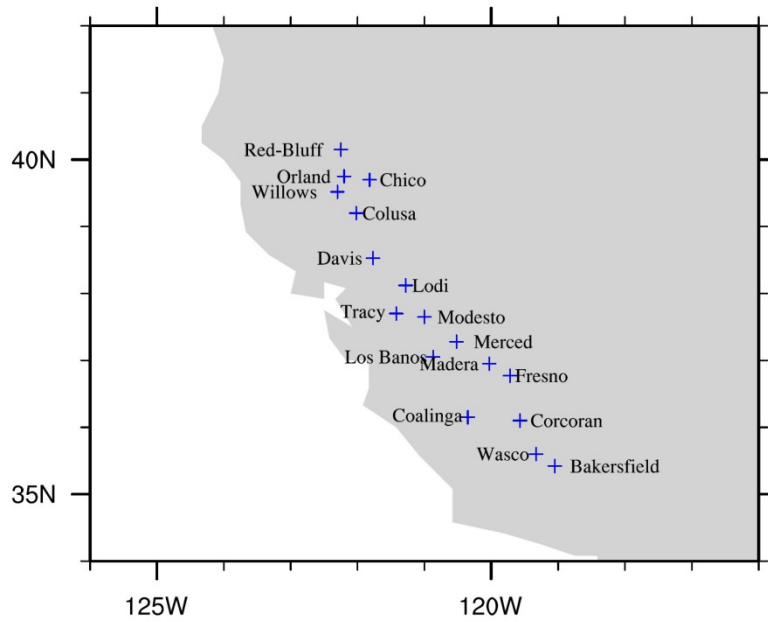 Red-Bluff
40N
Orland
Chico
Willows
Colusa
Davis
Lodi
Tracy
Modesto
Merced
Los Banos
Madera
Fresno
Coalinga
Corcoran
Wasco
Bakersfield
35N
125W
120W